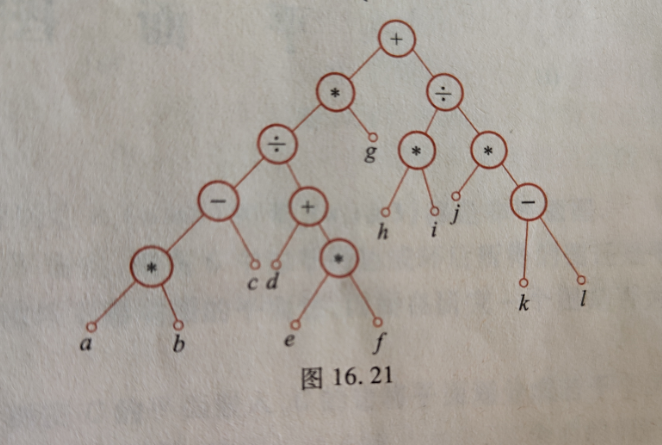 +
* ÷
÷ g * *
− + h i j −
* c d * k l
a b e f
图 16.21